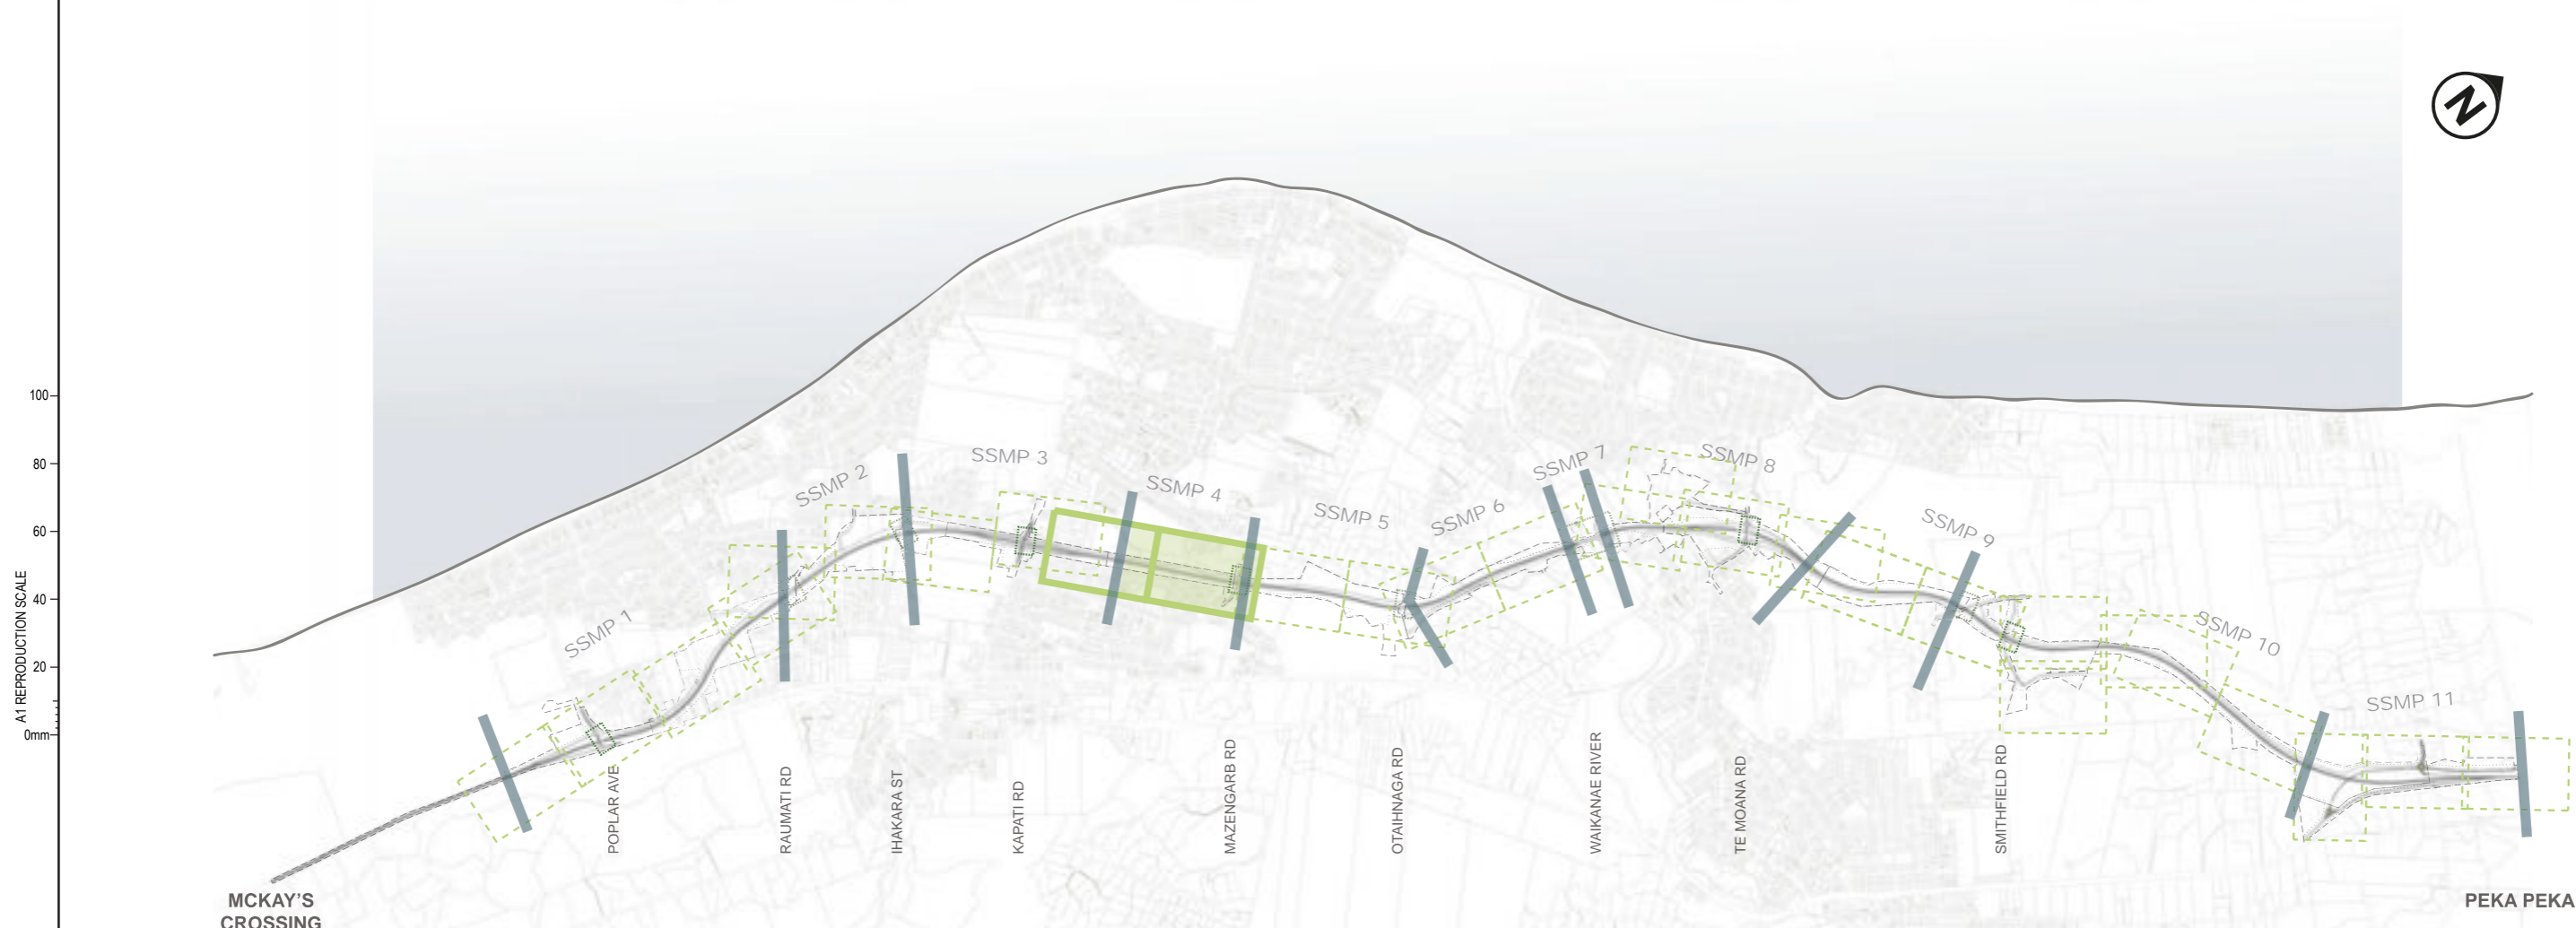 N
A1 REPRODUCTION SCALE
100
80
60
40
20
0mm
SSMP 1
SSMP 2
SSMP 3
SSMP 4
SSMP 5
SSMP 6
SSMP 7
SSMP 8
SSMP 9
SSMP 10
SSMP 11
POPLAR AVE
RAUMATI RD
IHAKARA ST
KAPATI RD
MAZENGARB RD
OTAIHNAGA RD
WAIKANAE RIVER
TE MOANA RD
SMITHFIELD RD
MCKAY'S
CROSSING
PEKA PEKA